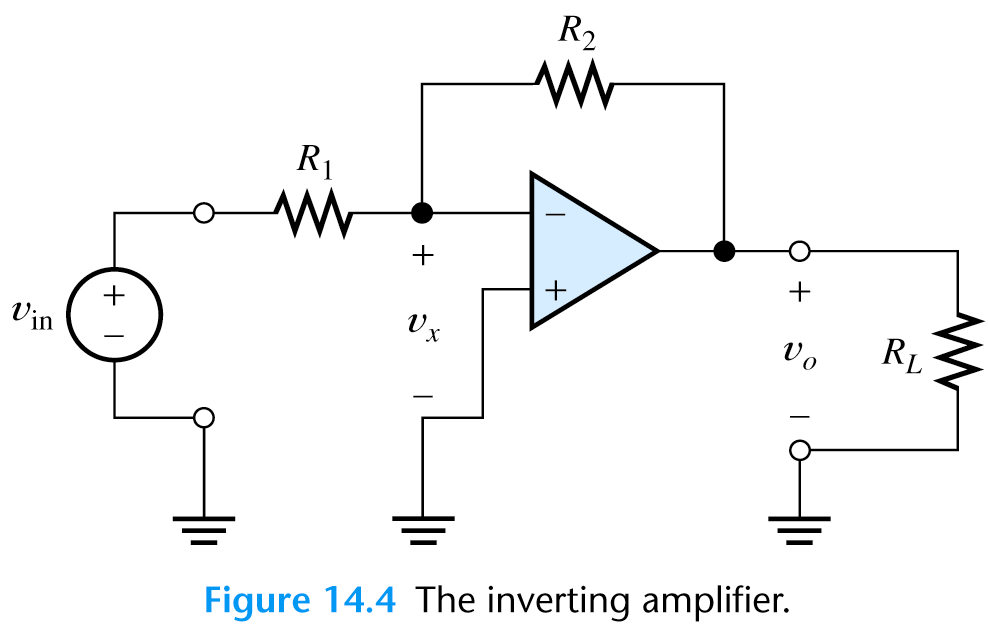 R2
R1
−
+
+
+
+
vin
−
vx
vo
RL
−
−
Figure 14.4 The inverting amplifier.